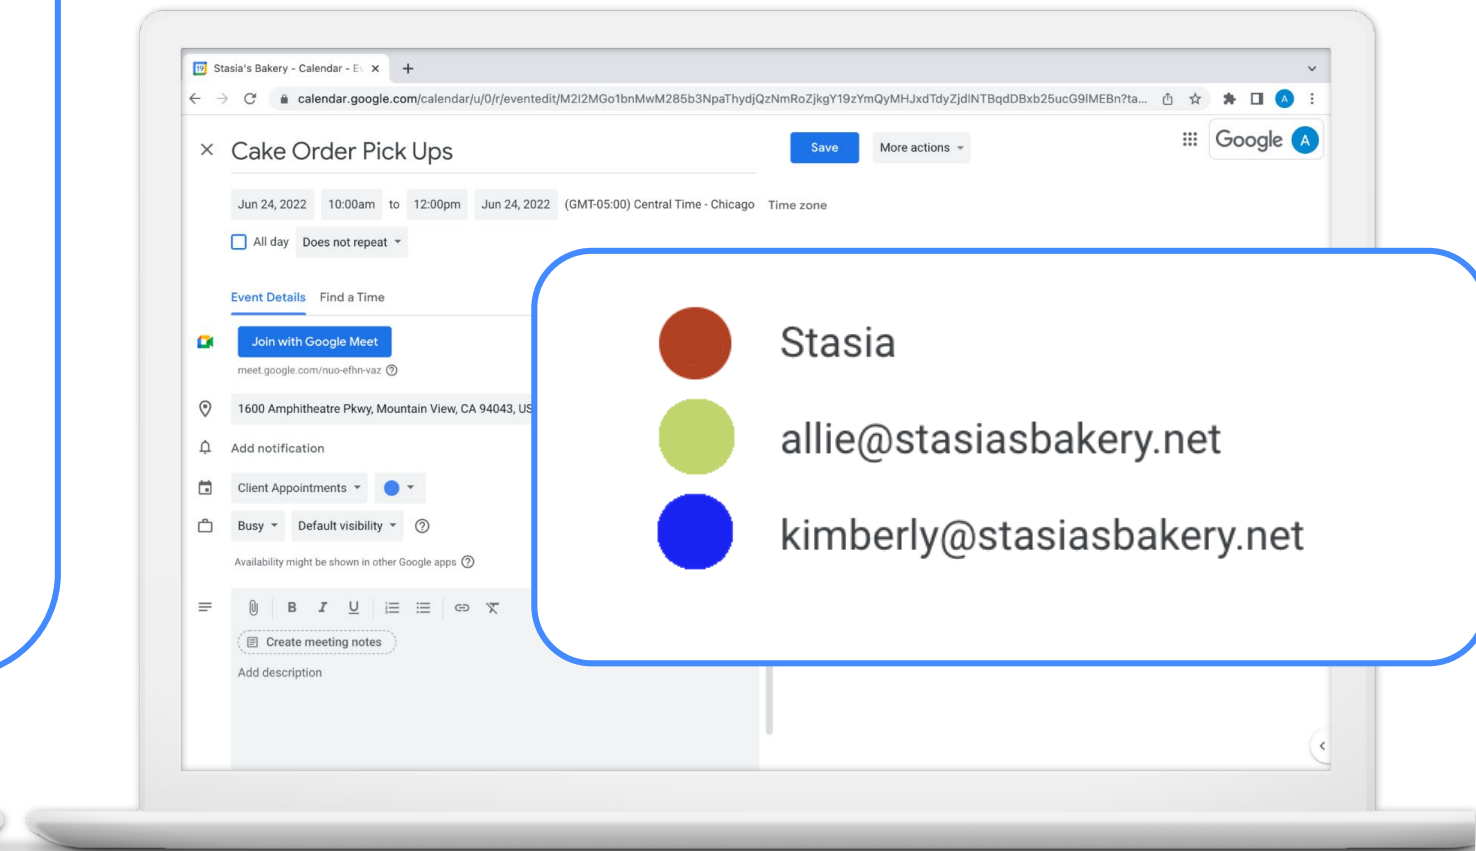 Stasia's Bakery - Calendar - Ev
calendar.google.com/calendar/u/0/r/eventedit/M2I2MGo1bnMwM285b3NpaThydjQzNmRoZjkgY19zYmQyMHJxdTdyZjdlNTBqdDBxb25ucG9lMEBn?ta...
Cake Order Pick Ups
Save
More actions
Google
A
Jun 24, 2022 10:00am to 12:00pm Jun 24, 2022 (GMT-05:00) Central Time - Chicago Time zone
All day Does not repeat
Event Details Find a Time
Join with Google Meet
meet.google.com/nuo-efhn-vaz
1600 Amphitheatre Pkwy, Mountain View, CA 94043, US
Add notification
Client Appointments
Busy Default visibility
Availability might be shown in other Google apps
B I U
Create meeting notes
Add description
Stasia
allie@stasiasbakery.net
kimberly@stasiasbakery.net